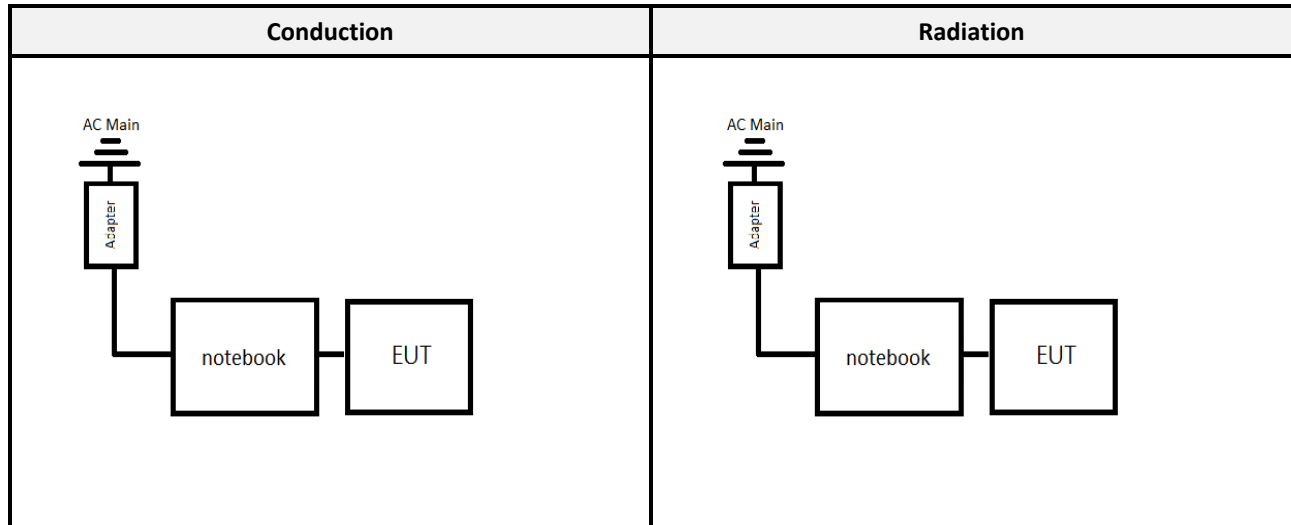 Conduction
Radiation
AC Main
Adapter
notebook
EUT
AC Main
Adapter
notebook
EUT